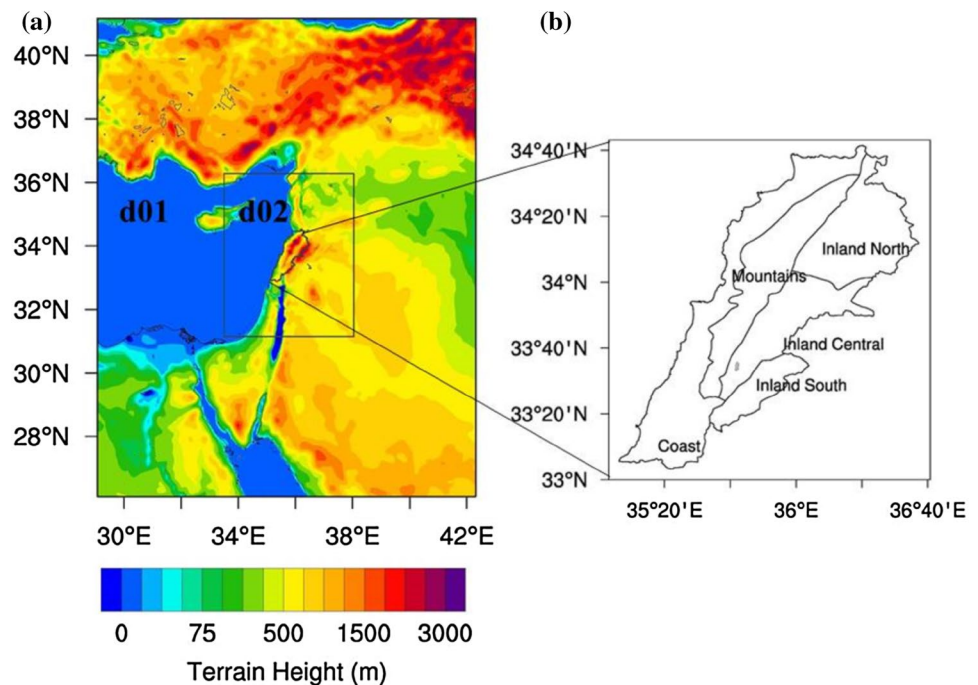 (a)
40°N
38°N
36°N
34°N
32°N
30°N
28°N
d01
d02
30°E 34°E 38°E 42°E
0 75 500 1500 3000
Terrain Height (m)
(b)
34°40'N
34°20'N
34°N
33°40'N
33°20'N
33°N
Inland North
Mountains
Inland Central
Inland South
Coast
35°20'E 36°E 36°40'E